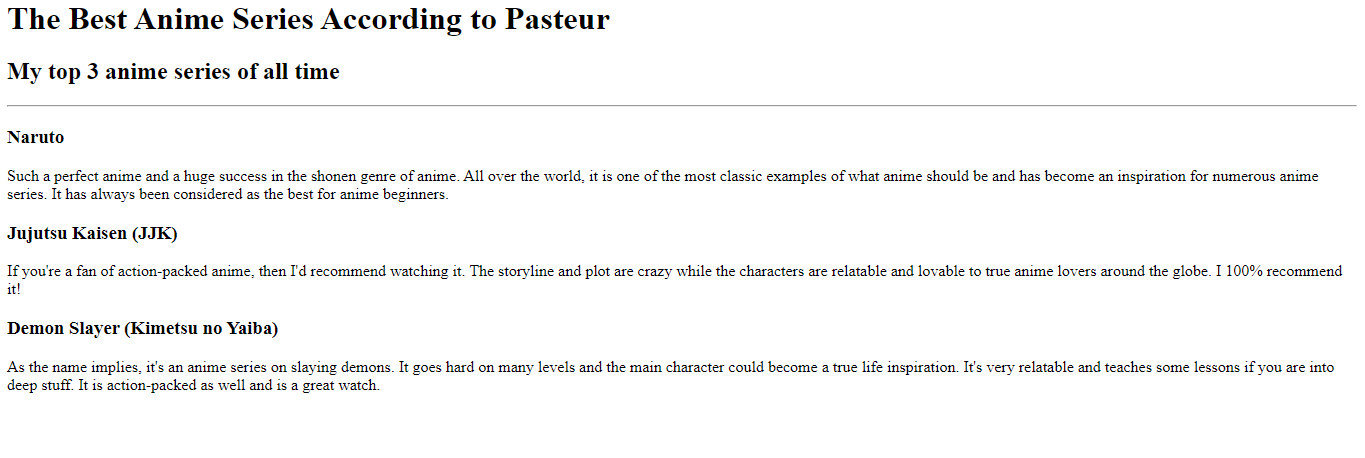 The Best Anime Series According to Pasteur
My top 3 anime series of all time
Naruto
Such a perfect anime and a huge success in the shonen genre of anime. All over the world, it is one of the most classic examples of what anime should be and has become an inspiration for numerous anime
series. It has always been considered as the best for anime beginners.
Jujutsu Kaisen (JJK)
If you're a fan of action-packed anime, then I'd recommend watching it. The storyline and plot are crazy while the characters are relatable and lovable to true anime lovers around the globe. I 100% recommend
it!
Demon Slayer (Kimetsu no Yaiba)
As the name implies, it's an anime series on slaying demons. It goes hard on many levels and the main character could become a true life inspiration. It's very relatable and teaches some lessons if you are into
deep stuff. It is action-packed as well and is a great watch.